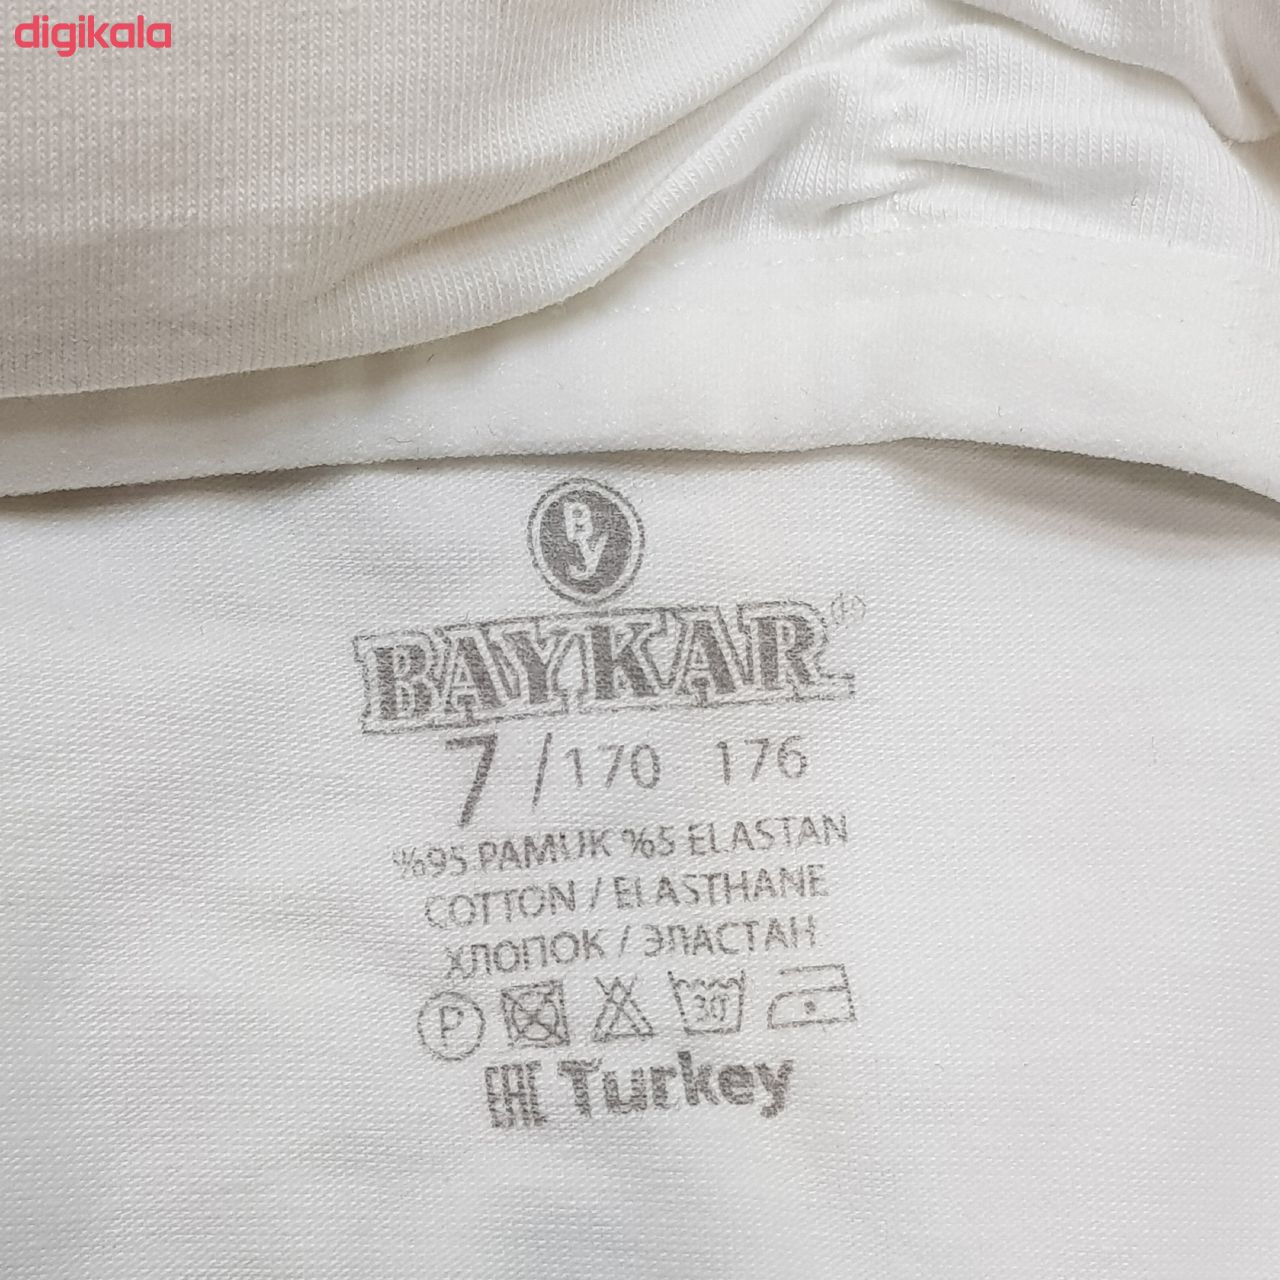 digikala
BY
BAYKAR®
7 /170 176
%95 PAMUK %5 ELASTAN
COTTON / ELASTHANE
ХЛОПОК / ЭЛАСТАН
P 30
EAC Turkey